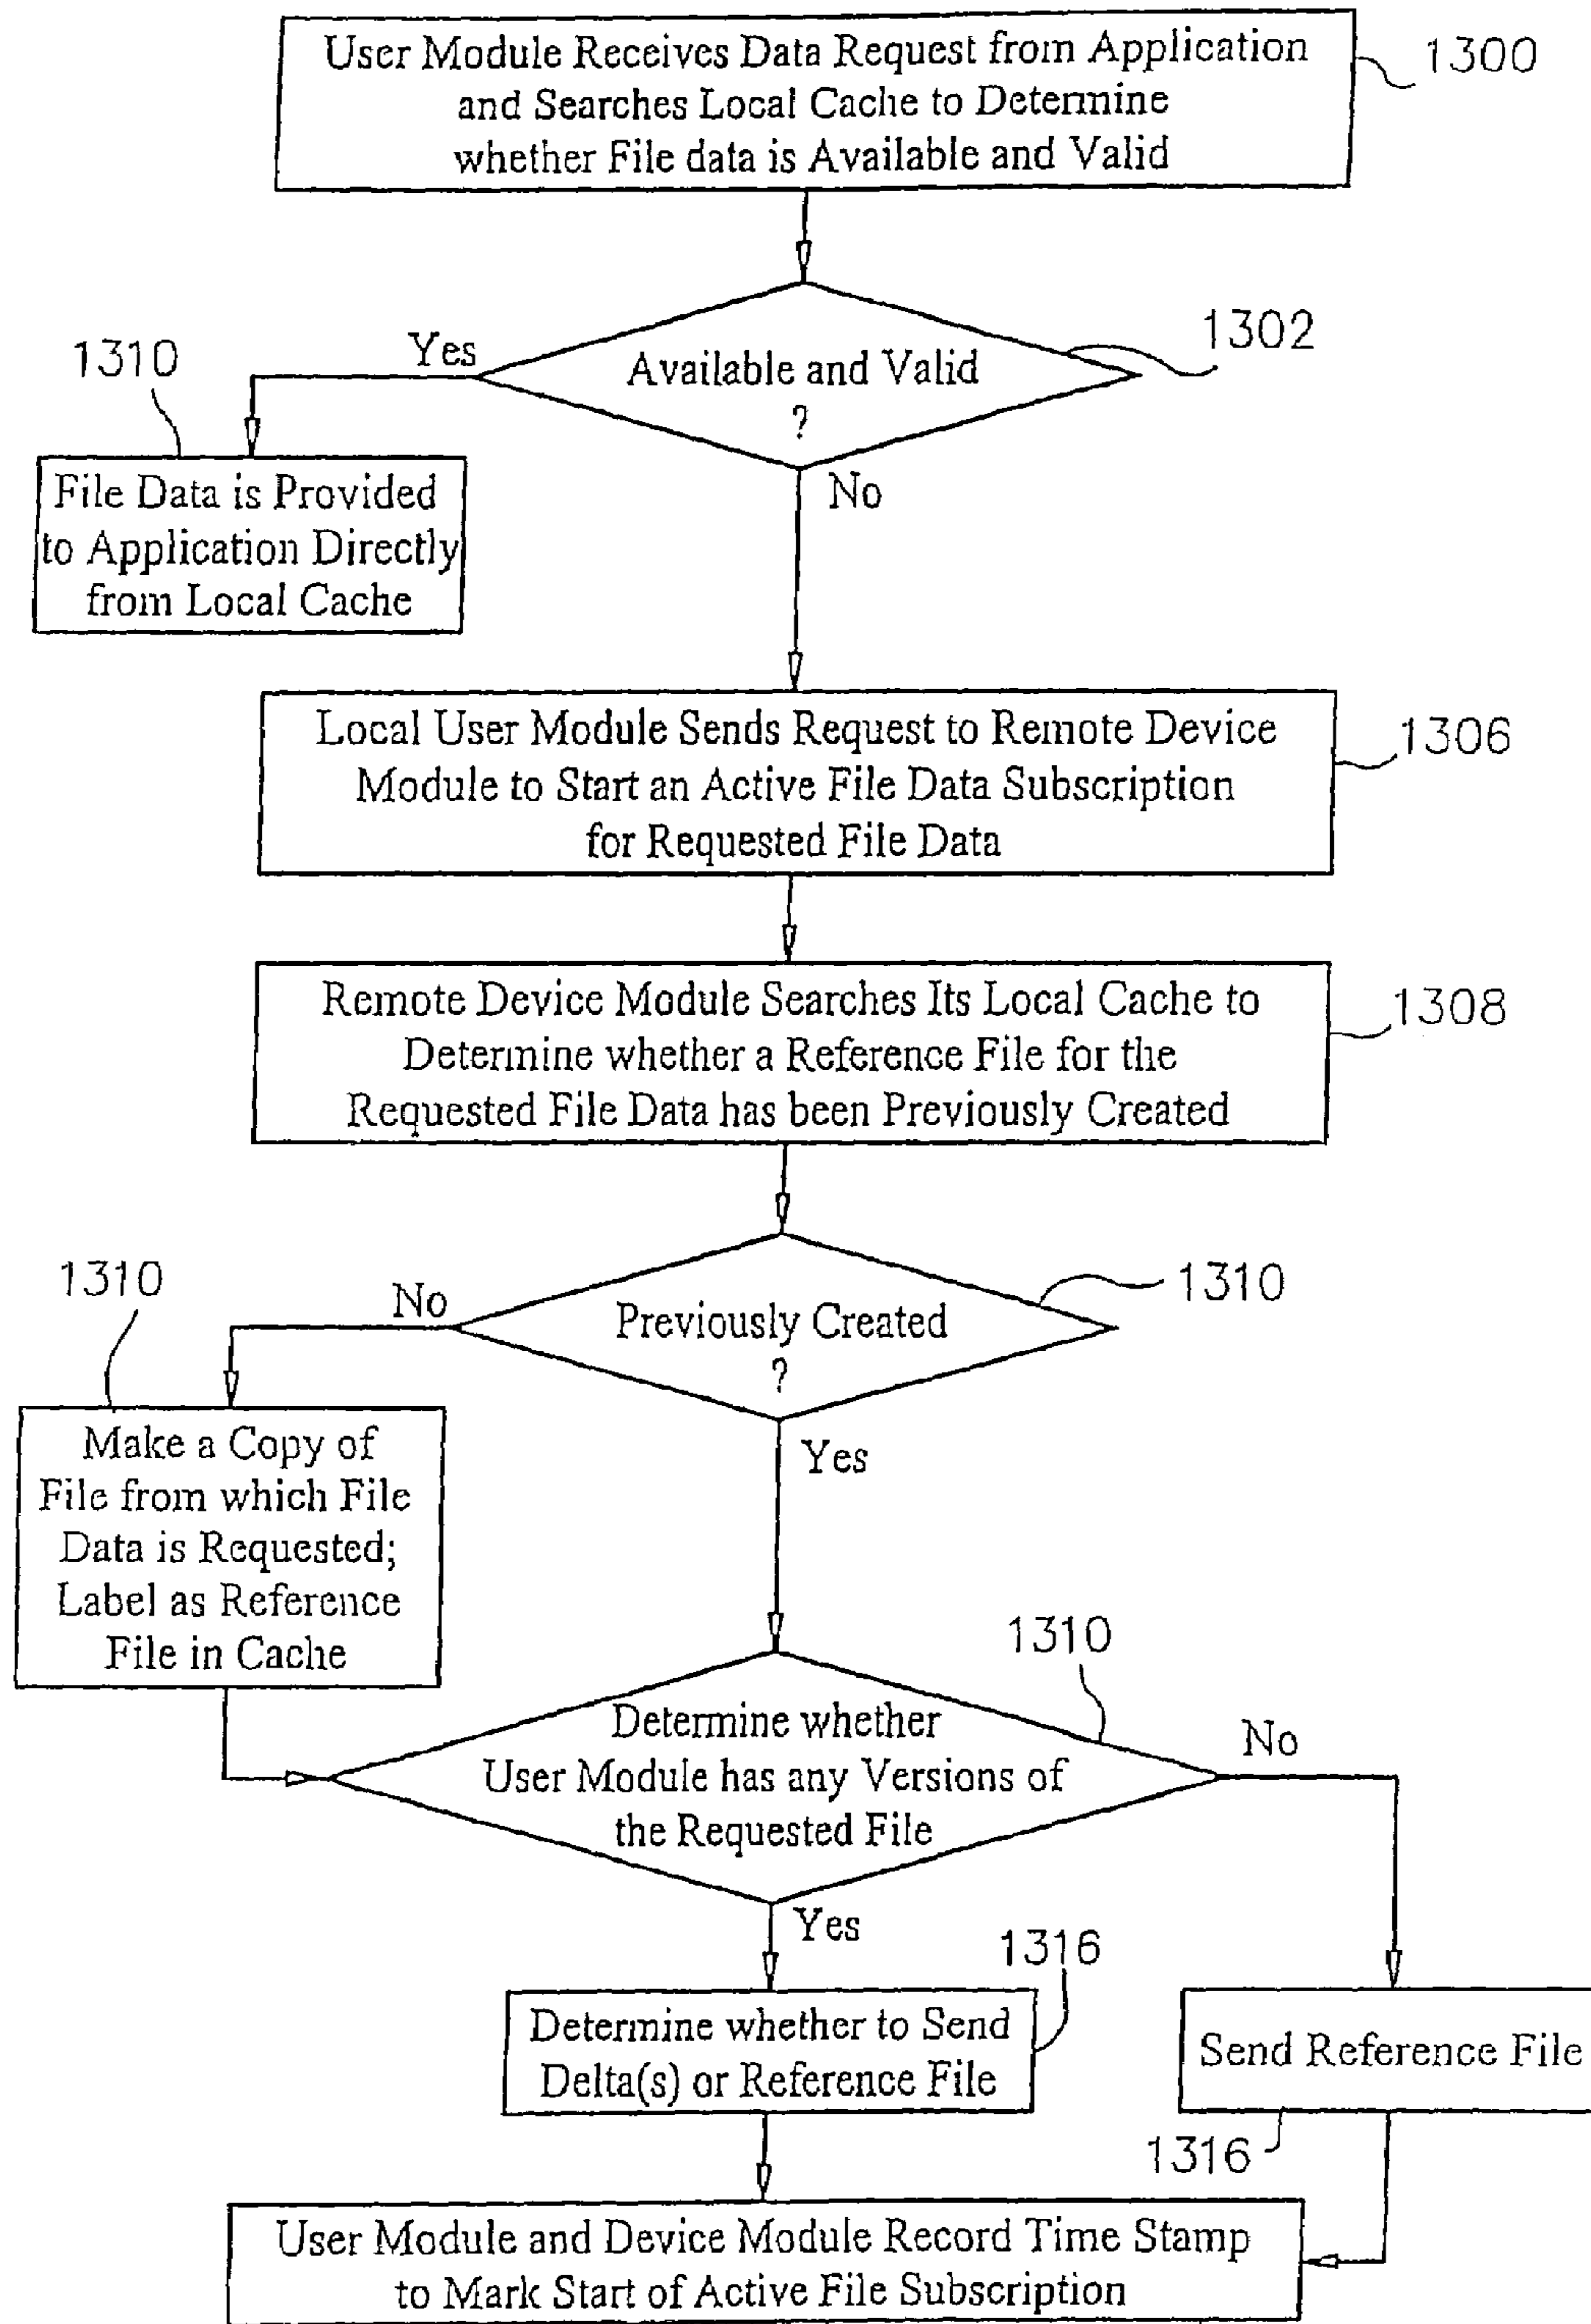 User Module Receives Data Request from Application
and Searches Local Cache to Determine
whether File data is Available and Valid
1300
Available and Valid
?
1302
Yes
No
1310
File Data is Provided
to Application Directly
from Local Cache
Local User Module Sends Request to Remote Device
Module to Start an Active File Data Subscription
for Requested File Data
1306
Remote Device Module Searches Its Local Cache to
Determine whether a Reference File for the
Requested File Data has been Previously Created
1308
Previously Created
?
1310
No
Yes
1310
Make a Copy of
File from which File
Data is Requested;
Label as Reference
File in Cache
Determine whether
User Module has any Versions of
the Requested File
1310
No
Yes
1316
Determine whether to Send
Delta(s) or Reference File
Send Reference File
1316
User Module and Device Module Record Time Stamp
to Mark Start of Active File Subscription